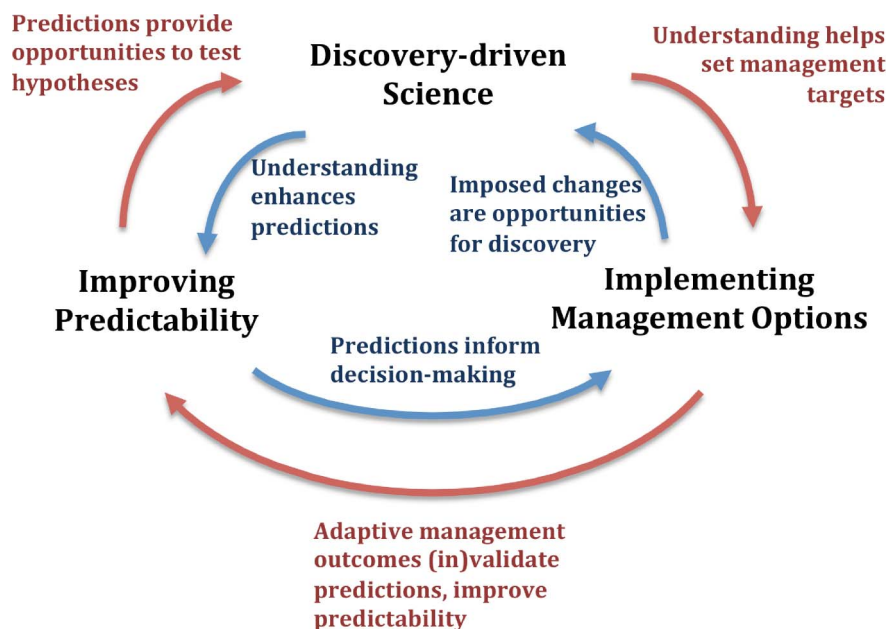 Predictions provide
opportunities to test
hypotheses
Discovery-driven
Science
Understanding helps
set management
targets
Understanding
enhances
predictions
Imposed changes
are opportunities
for discovery
Improving
Predictability
Implementing
Management Options
Predictions inform
decision-making
Adaptive management
outcomes (in)validate
predictions, improve
predictability